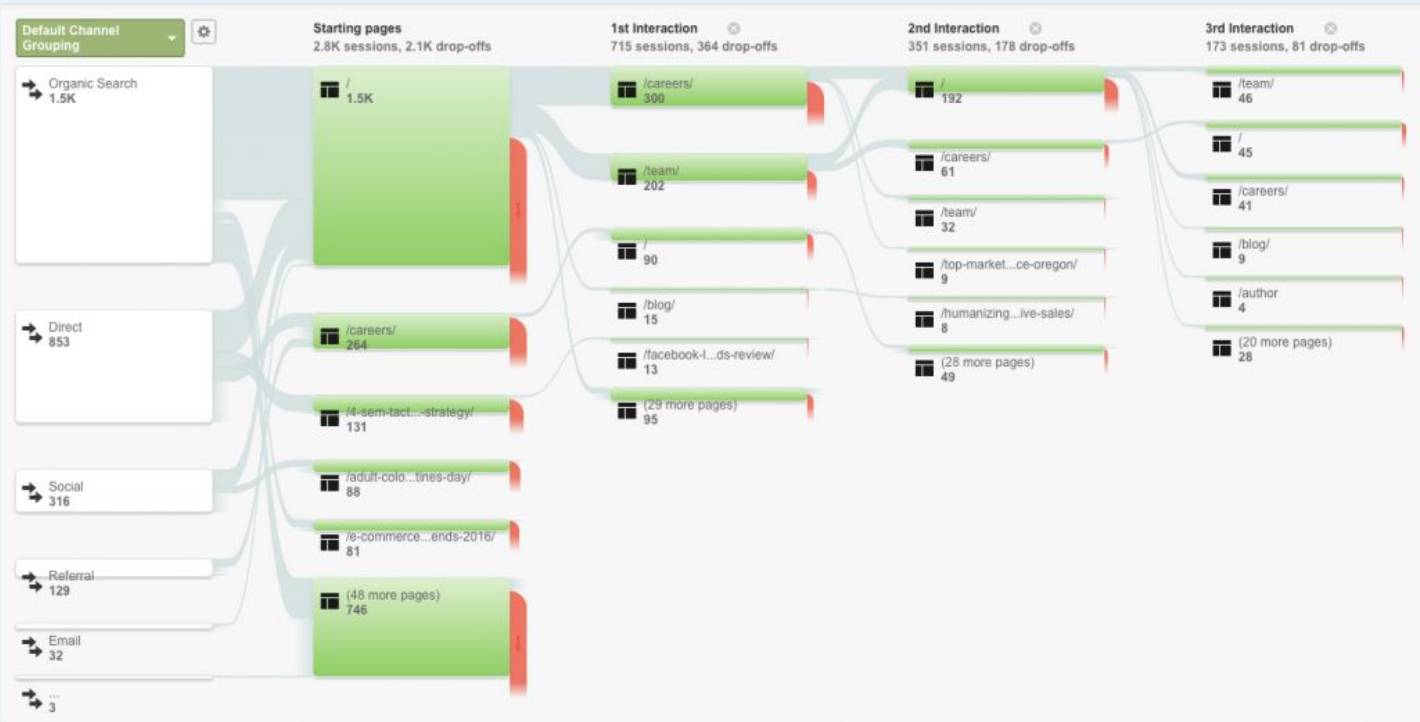 Default Channel
Grouping
Starting pages
2.8K sessions, 2.1K drop-offs
1st Interaction
715 sessions, 364 drop-offs
2nd Interaction
351 sessions, 178 drop-offs
3rd Interaction
173 sessions, 81 drop-offs
Organic Search
1.5K
Direct
853
Social
316
Referral
129
Email
32
...
3
/
1.5K
/careers/
264
/4-sem-tact...-strategy/
131
/adult-colo...tines-day/
88
/e-commerce...ends-2016/
81
(48 more pages)
746
/careers/
300
/team/
202
/
90
/blog/
15
/facebook-l...ds-review/
13
(29 more pages)
95
/
192
/careers/
61
/team/
32
/top-market...ce-oregon/
9
/humanizing...ive-sales/
8
(28 more pages)
49
/team/
46
/
45
/careers/
41
/blog/
9
/author
4
(20 more pages)
28